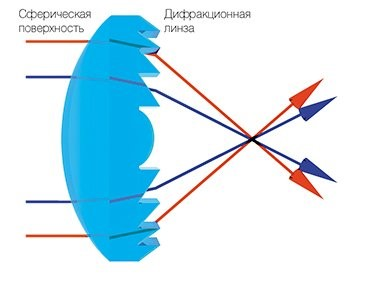 Сферическая
поверхность
Дифракционная
линза